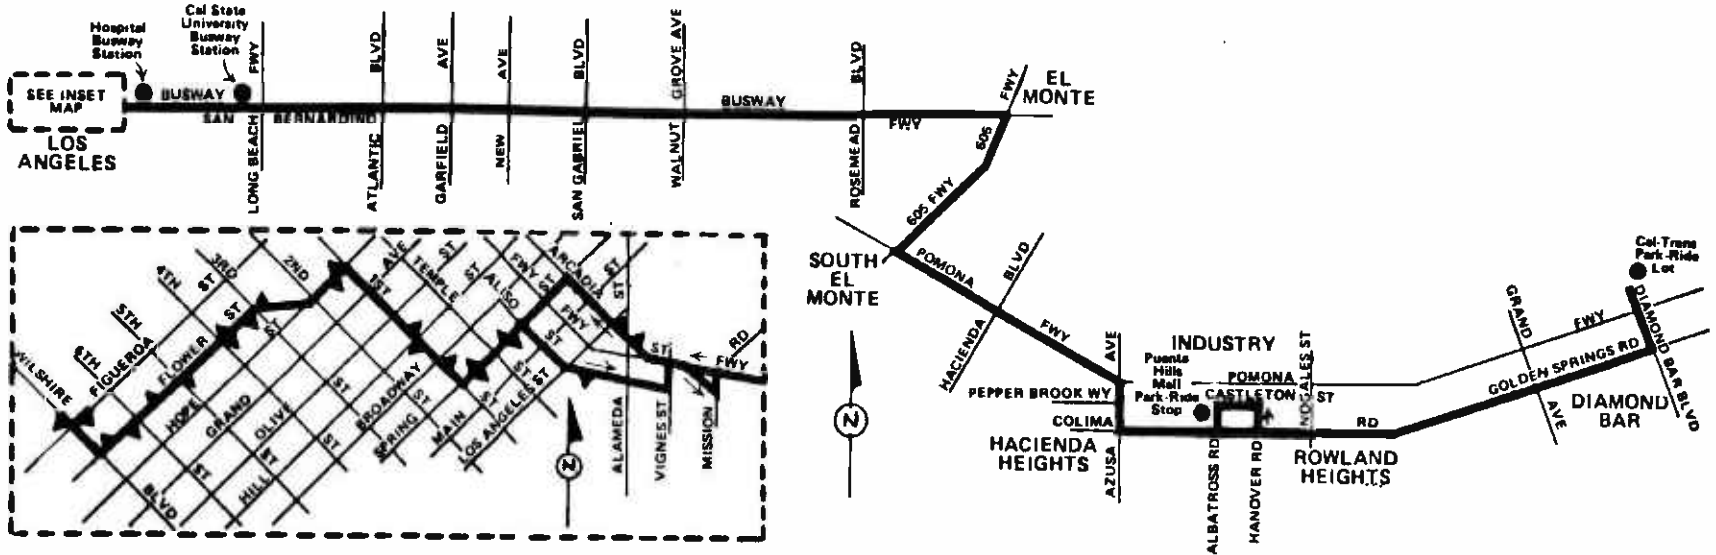 Hospital
Busway
Station
Cal State
University
Busway
Station
SEE INSET
MAP
LOS
ANGELES
BUSWAY
SAN BERNARDINO
LONG BEACH FWY
ATLANTIC BLVD
GARFIELD AVE
NEW AVE
SAN GABRIEL BLVD
WALNUT GROVE AVE
BUSWAY
ROSEMEAD BLVD
FWY
EL
MONTE
605 FWY
605 FWY
SOUTH
EL
MONTE
POMONA FWY
HACIENDA BLVD
N
PEPPER BROOK WY
COLIMA
HACIENDA
HEIGHTS
AZUSA AVE
INDUSTRY
Puente
Hills
Mall
Park-Ride
Stop
POMONA
CASTLETON ST
NOGALES ST
ALBATROSS RD
HANOVER RD
RD
ROWLAND
HEIGHTS
GRAND AVE
FWY
GOLDEN SPRINGS RD
Cal-Trans
Park-Ride
Lot
DIAMOND BAR BLVD
DIAMOND
BAR
WILSHIRE BLVD
6TH ST
5TH ST
4TH ST
3RD ST
2ND ST
1ST ST
FIGUEROA ST
FLOWER ST
HOPE ST
GRAND AVE
OLIVE ST
HILL ST
BROADWAY
SPRING ST
MAIN ST
LOS ANGELES ST
TEMPLE ST
ALISO ST
FWY
ARCADIA ST
FWY
ALAMEDA ST
VIGNES ST
MISSION RD
FWY
N